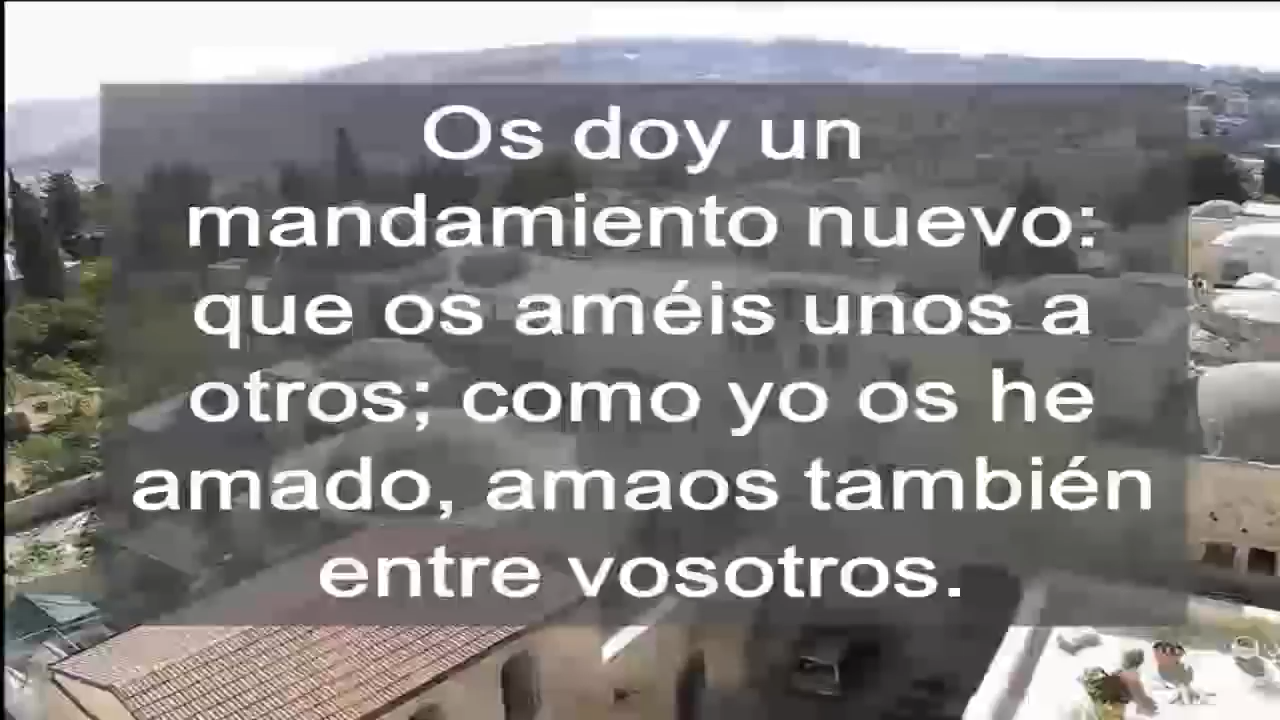 Os doy un
mandamiento nuevo:
que os améis unos a
otros; como yo os he
amado, amaos también
entre vosotros.